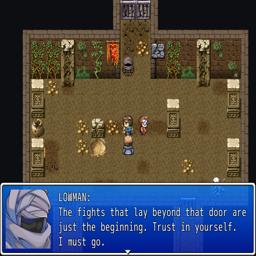 LOWMAN:
The fights that lay beyond that door are
just the beginning. Trust in yourself.
I must go.